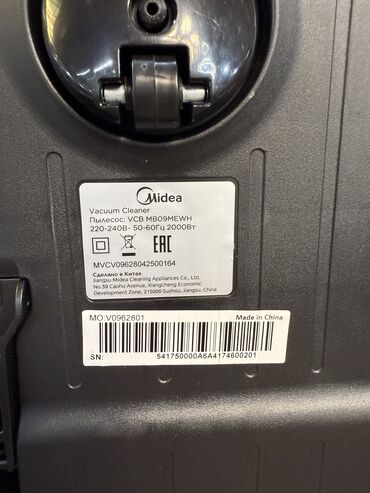 Midea
Vacuum Cleaner
Пылесос: VCB MB09MEWH
220-240В~ 50-60Гц 2000Вт
EAC
MVCV09628042500164
Сделано в Китае
Jiangsu Midea Cleaning Appliances Co., Ltd.
No.39 Caohu Avenue, Xiangcheng Economic
Development Zone, 215000 Suzhou, Jiangsu, China
MO:V0962801 Made in China
SN:
541750000A6A4174600201